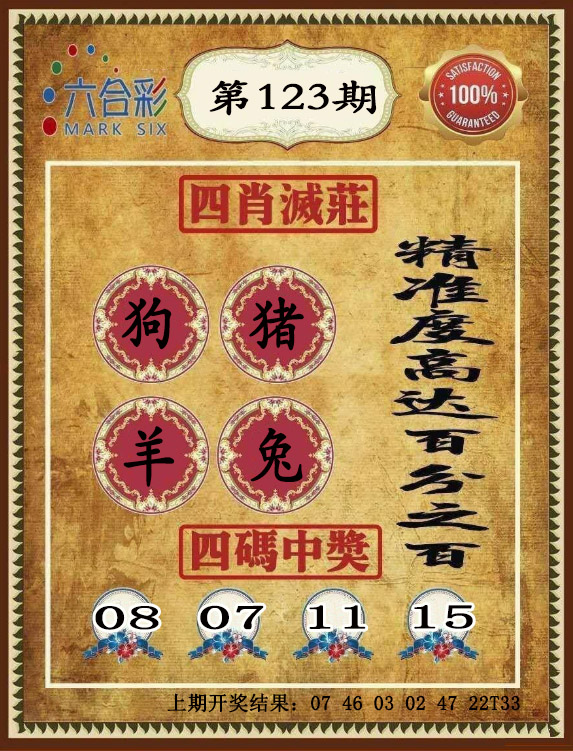 六合彩
MARK SIX
第123期
SATISFACTION
100%
GUARANTEED
四肖滅莊
狗 猪
羊 兔
精准度高达百分之百
四碼中獎
08 07 11 15
上期开奖结果：07 46 03 02 47 22T33